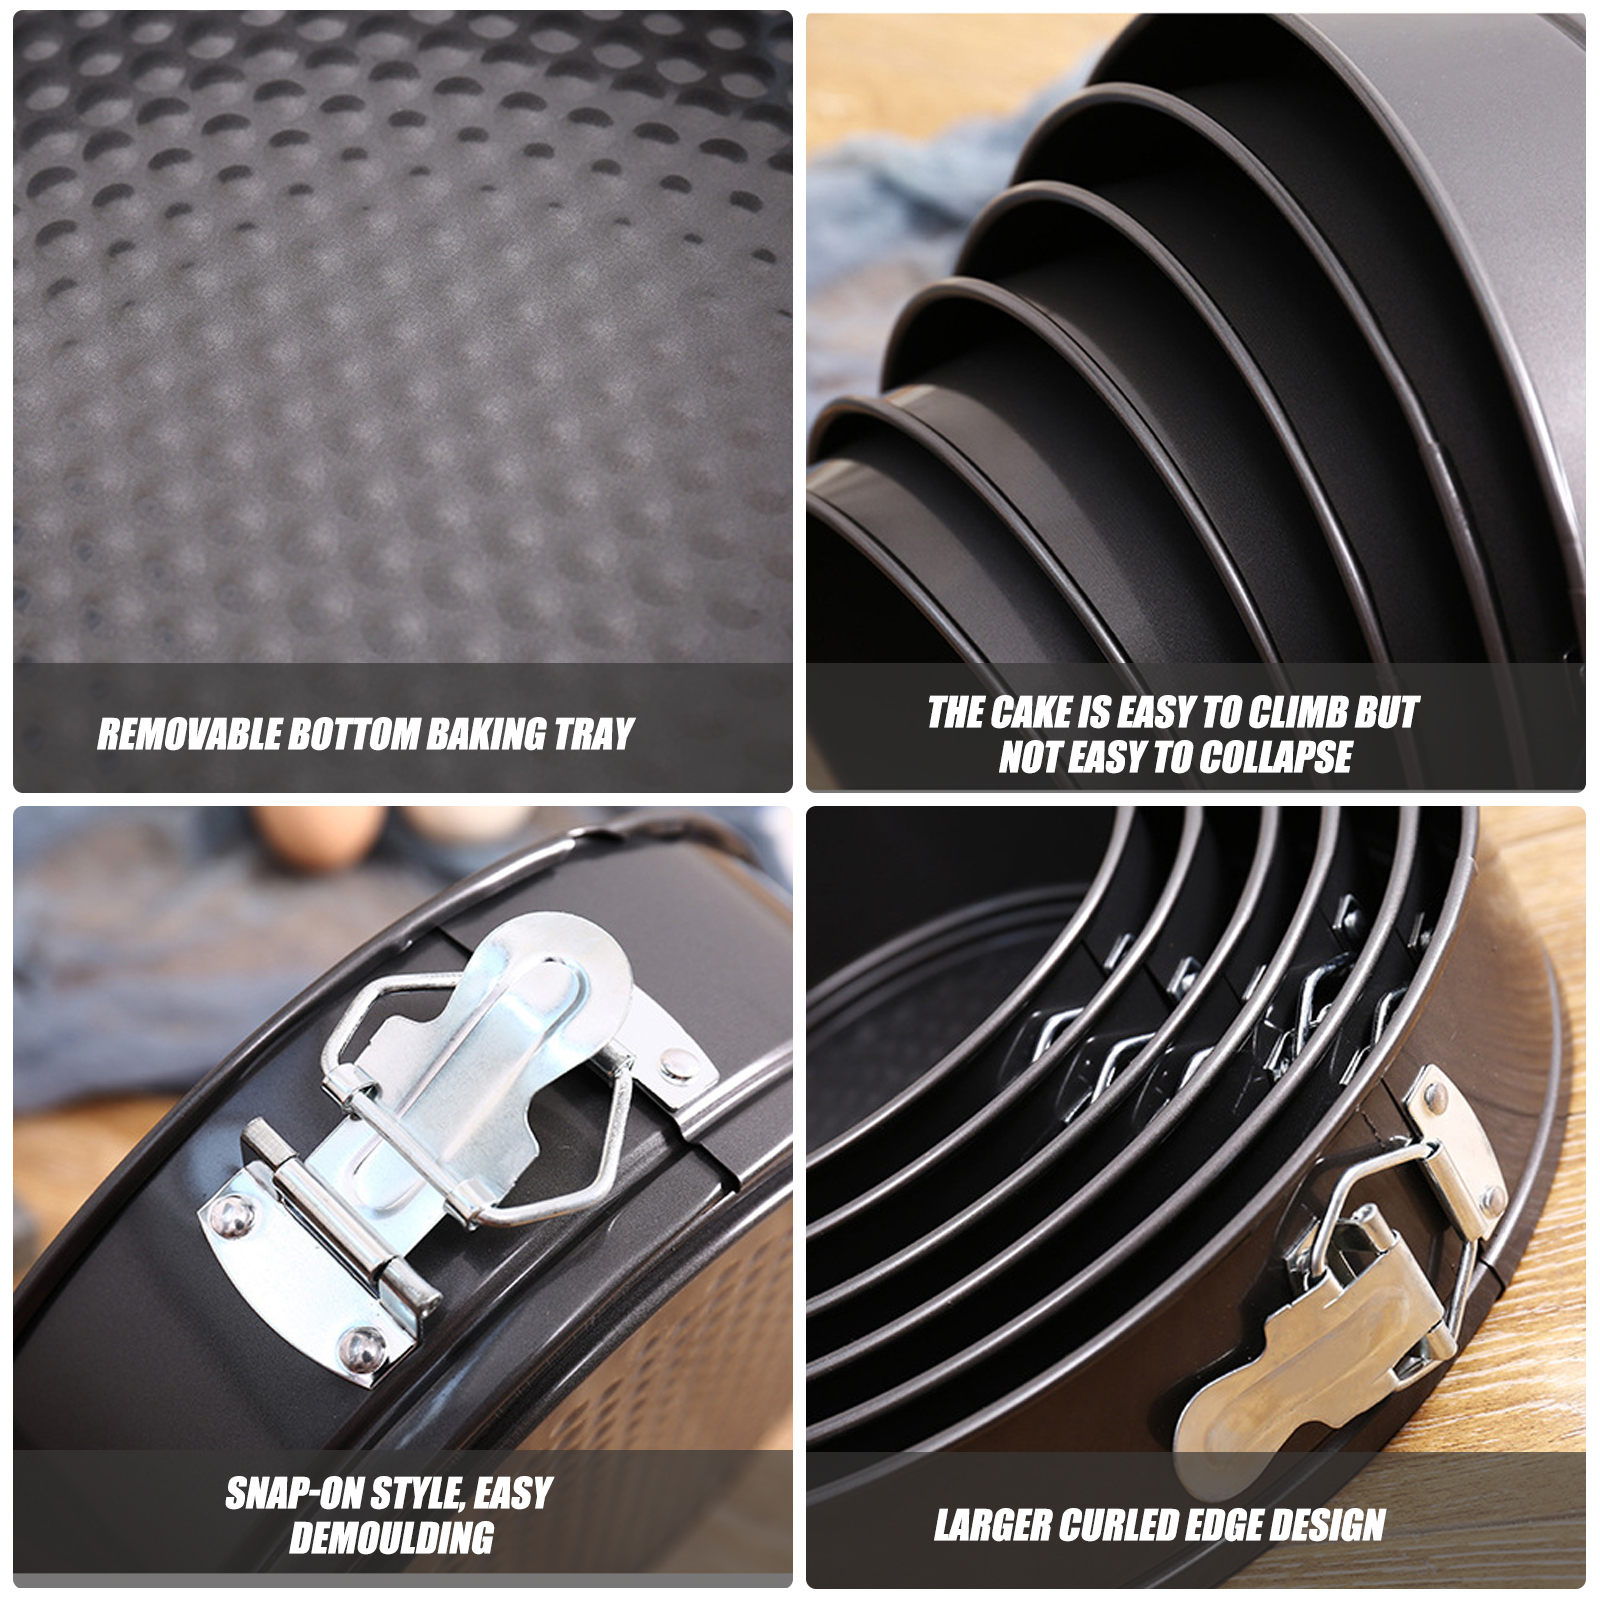 REMOVABLE BOTTOM BAKING TRAY
THE CAKE IS EASY TO CLIMB BUT
NOT EASY TO COLLAPSE
SNAP-ON STYLE, EASY
DEMOULDING
LARGER CURLED EDGE DESIGN